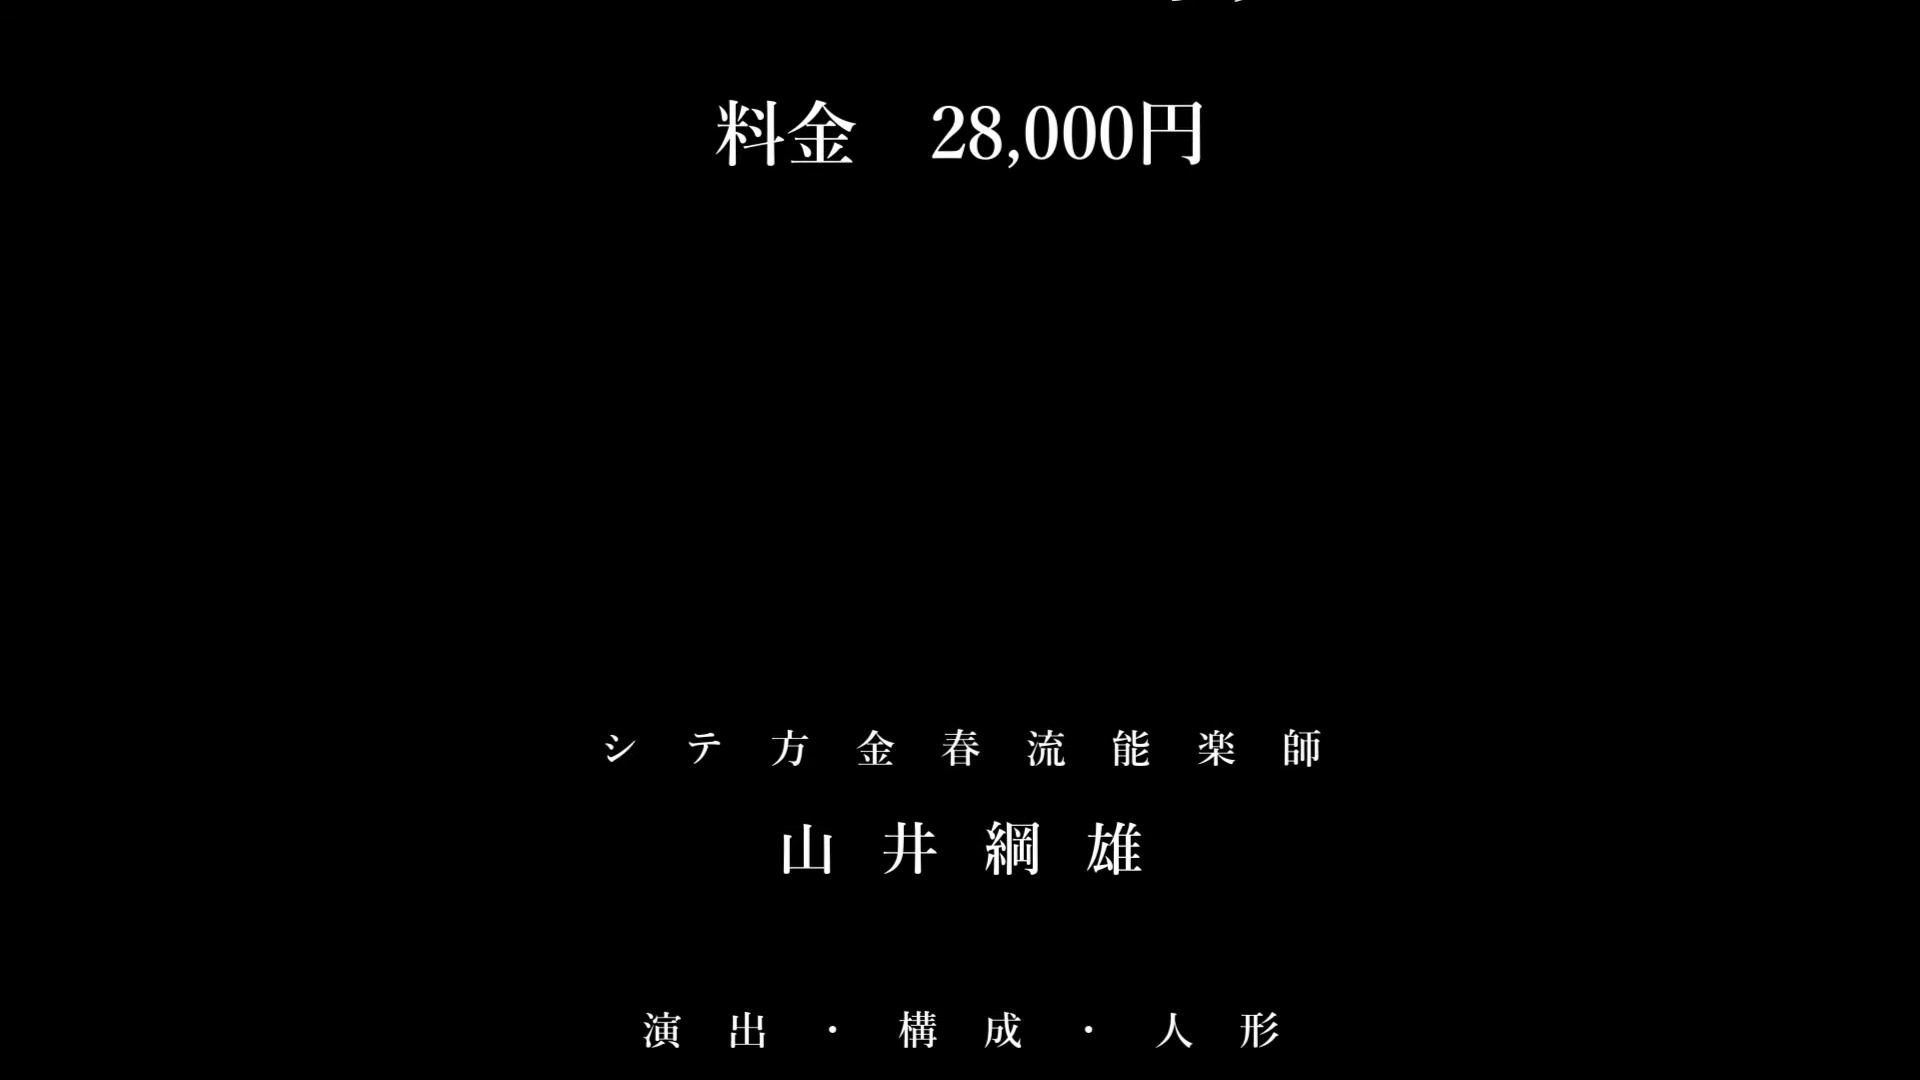 料金　28,000円
シテ方金春流能楽師
山井綱雄
演出・構成・人形